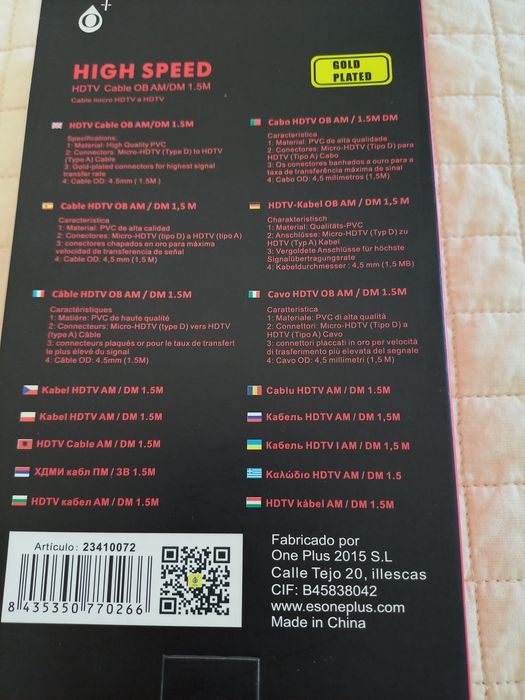 HIGH SPEED
HDTV Cable OB AM/DM 1.5M
Cable micro HDTV a HDTV
GOLD
PLATED
HDTV Cable OB AM/DM 1.5M
Specifications:
1: Material: High Quality PVC
2: Connectors: Micro-HDTV (Type D) to HDTV
(Type A) Cable
3: Gold-plated connectors for highest signal
transfer rate
4: Cable OD: 4.5mm ( 1.5M )
Cabo HDTV OB AM / 1.5M DM
Caracteristica
1: Material: PVC de alta qualidade
2: Conectores: Micro-HDTV (Tipo D) para
HDTV (Tipo A) Cabo
3: Os conectores banhados a ouro para a
taxa de transferência máxima de sinal
4: Cabo OD: 4,5 milímetros (1,5M)
Cable HDTV OB AM / DM 1,5 M
Caracteristica
1: Material: PVC de alta calidad
2: Conectores: Micro-HDTV (tipo D) a HDTV (tipo A)
3: conectores chapados en oro para máxima
velocidad de transferencia de señal
4: Cable OD: 4,5 mm (1,5 M)
HDTV-Kabel OB AM / DM 1,5 M
Charakteristisch
1: Material: Qualitäts-PVC
2: Anschlüsse: Micro-HDTV (Typ D) zu
HDTV (Typ A) Kabel
3: Vergoldete Anschlüsse für höchste
Signalübertragungsrate
4: Kabeldurchmesser : 4,5 mm (1,5 MB)
Câble HDTV OB AM / DM 1.5M
Caractéristiques
1: Matière: PVC de haute qualité
2: Connecteurs: Micro-HDTV (type D) vers HDTV
(type A) Câble
3: connecteurs plaqués or pour le taux de transfert
le plus élevé du signal
4: Câble OD: 4.5mm (1.5M)
Cavo HDTV OB AM / DM 1.5M
Caratteristica
1: Materiale: PVC di alta qualità
2: Connettori: Micro-HDTV (Tipo D) a
HDTV (Tipo A) Cavo
3: connettori placcati in oro per velocità
di trasferimento più elevata del segnale
4: Cavo OD: 4,5 millimetri (1,5 M)
Kabel HDTV AM / DM 1.5M
Cablu HDTV AM / DM 1.5M
Kabel HDTV AM / DM 1.5M
Кабель HDTV AM / DM 1,5M
HDTV Cable AM / DM 1.5M
Кабель HDTV I AM / DM 1,5 M
ХДМИ кабл ПМ / ЗВ 1.5M
Καλώδιο HDTV AM / DM 1.5
HDTV кабел AM / DM 1.5M
HDTV kábel AM / DM 1.5M
Artículo : 23410072
8 435350 770266
Fabricado por
One Plus 2015 S.L
Calle Tejo 20, illescas
CIF: B45838042
www.esoneplus.com
Made in China